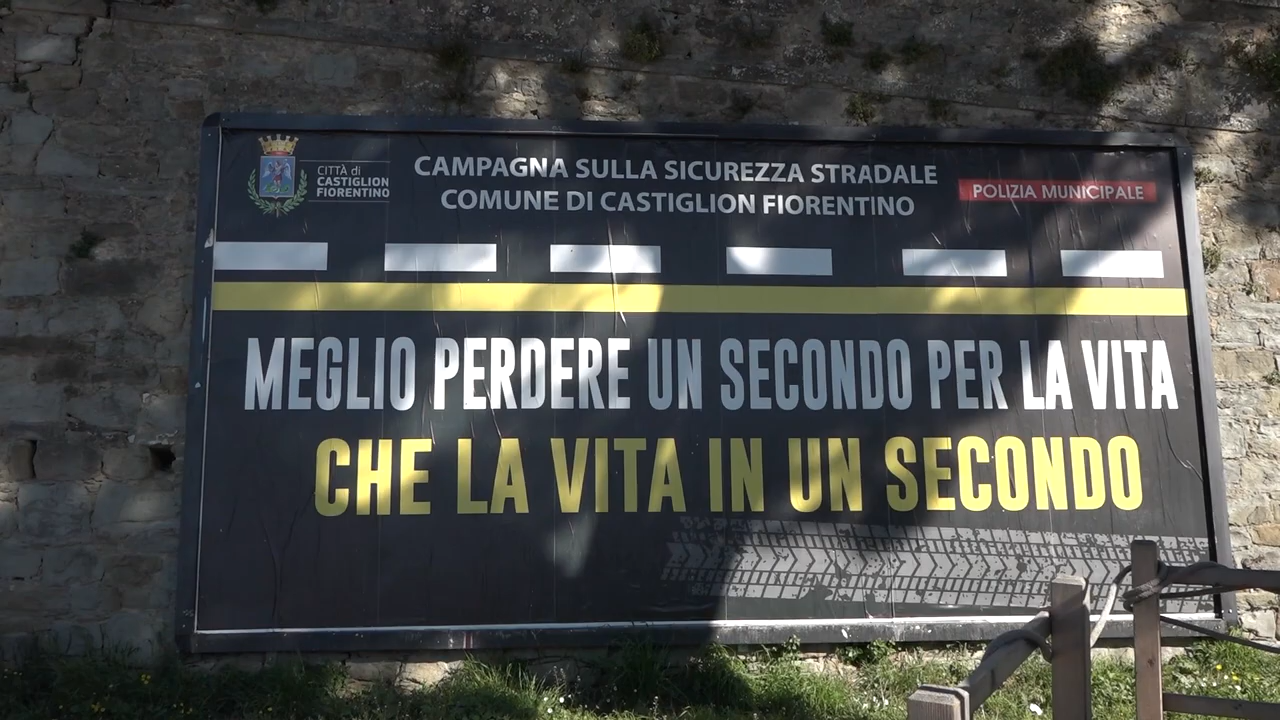 CITTÀ di
CASTIGLION
FIORENTINO
CAMPAGNA SULLA SICUREZZA STRADALE
COMUNE DI CASTIGLION FIORENTINO
POLIZIA MUNICIPALE
MEGLIO PERDERE UN SECONDO PER LA VITA
CHE LA VITA IN UN SECONDO